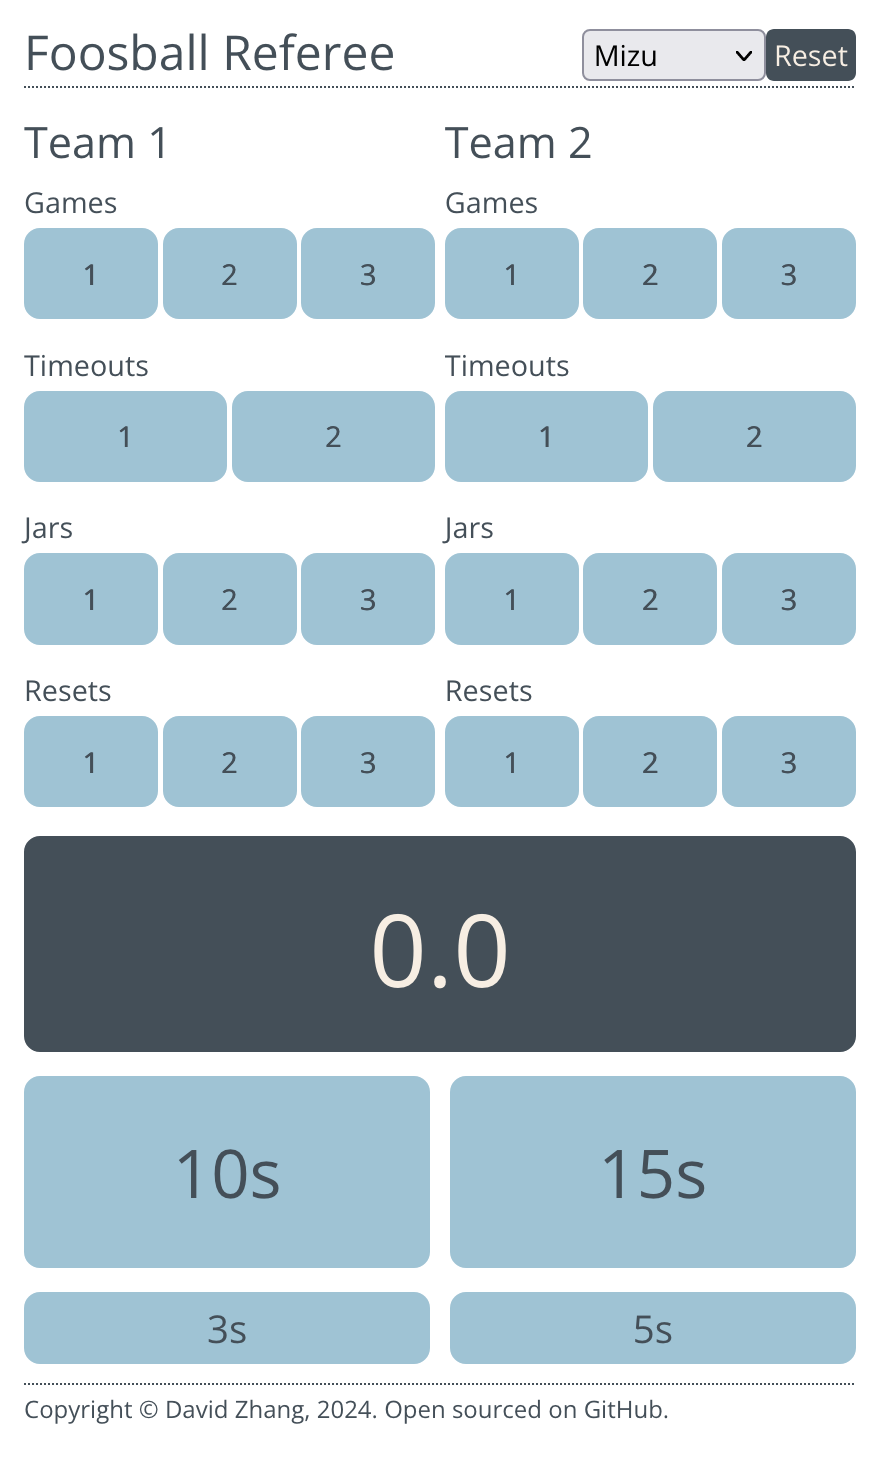 Foosball Referee
Mizu
Reset
Team 1
Team 2
Games
Games
1 2 3
1 2 3
Timeouts
Timeouts
1 2
1 2
Jars
Jars
1 2 3
1 2 3
Resets
Resets
1 2 3
1 2 3
0.0
10s
15s
3s
5s
Copyright © David Zhang, 2024. Open sourced on GitHub.